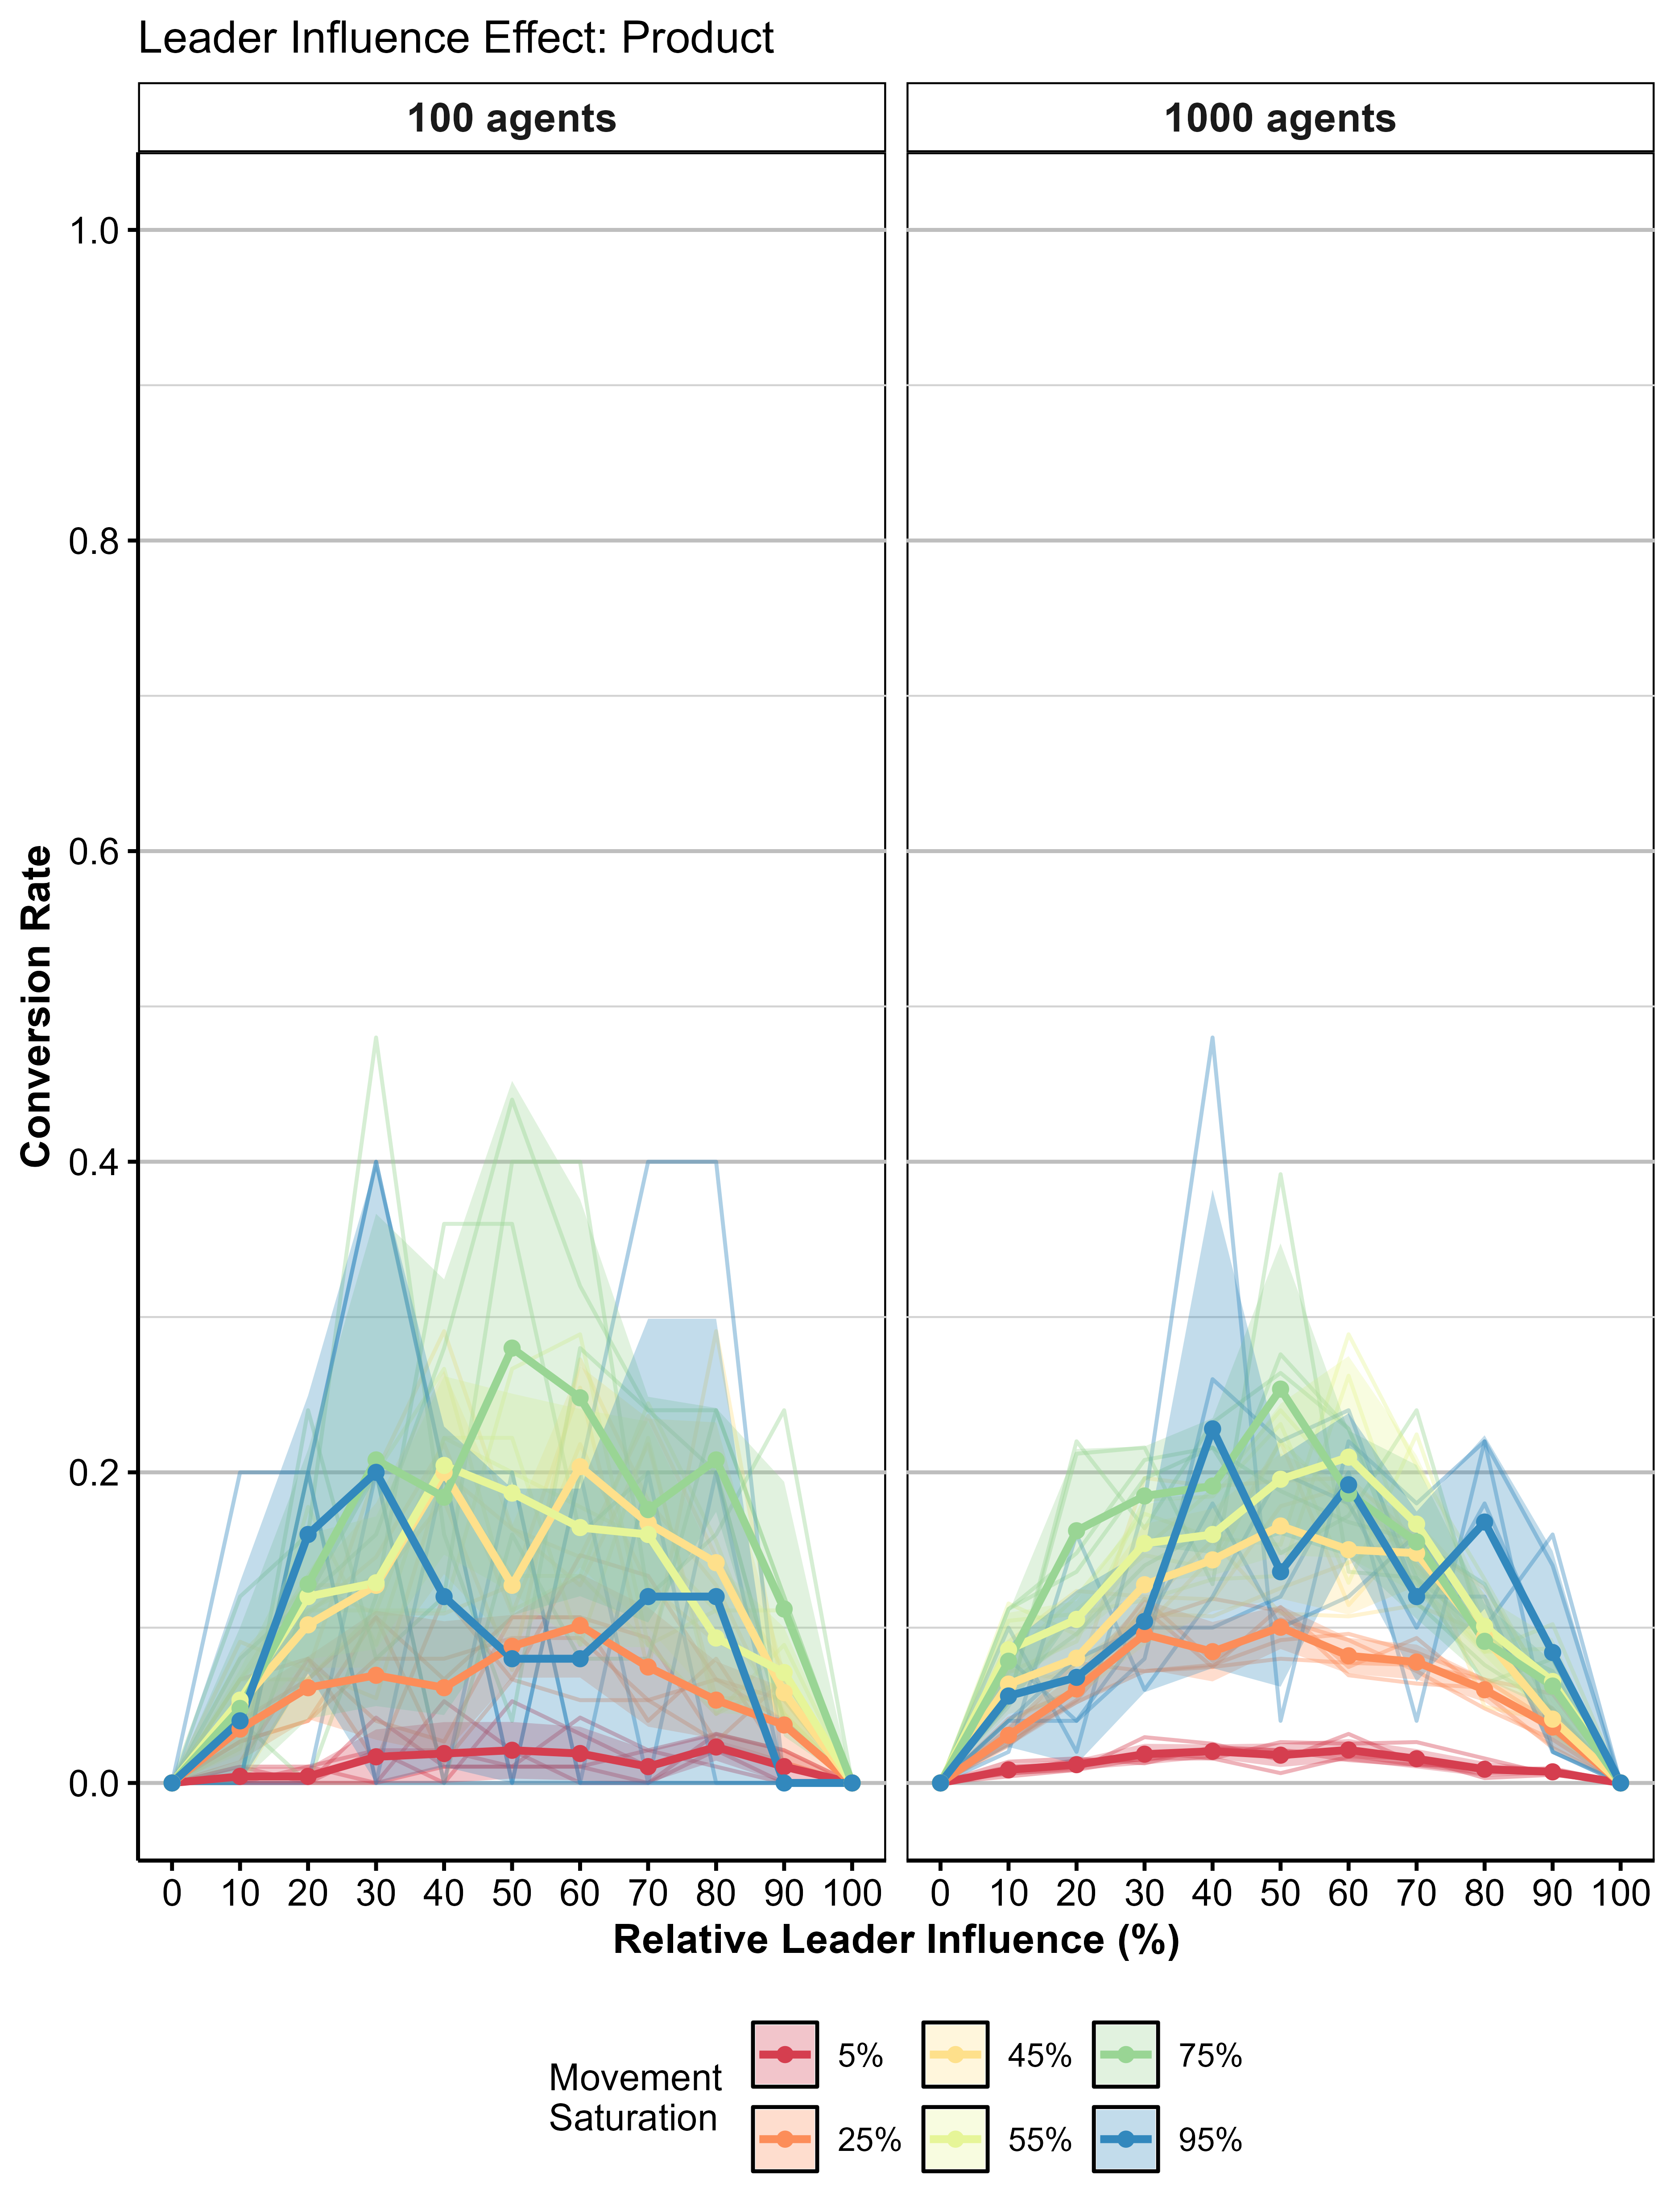 Leader Influence Effect: Product
100 agents
1000 agents
Conversion Rate
1.0
0.8
0.6
0.4
0.2
0.0
0 10 20 30 40 50 60 70 80 90 100
0 10 20 30 40 50 60 70 80 90 100
Relative Leader Influence (%)
Movement
Saturation
5%
45%
75%
25%
55%
95%